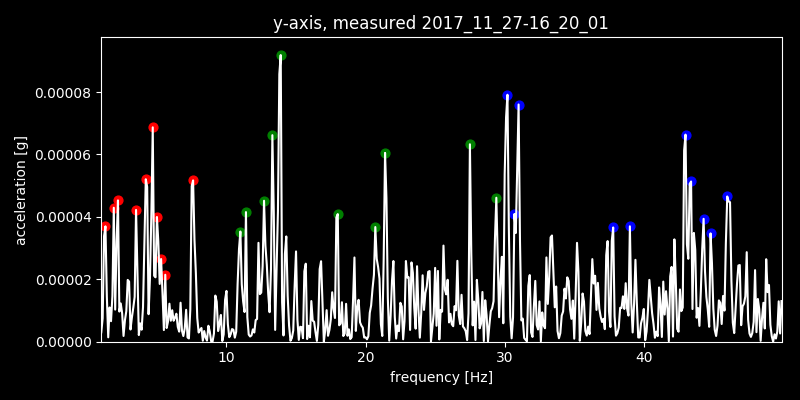 y-axis, measured 2017_11_27-16_20_01
0.00008
0.00006
0.00004
0.00002
0.00000
acceleration [g]
10 20 30 40
frequency [Hz]